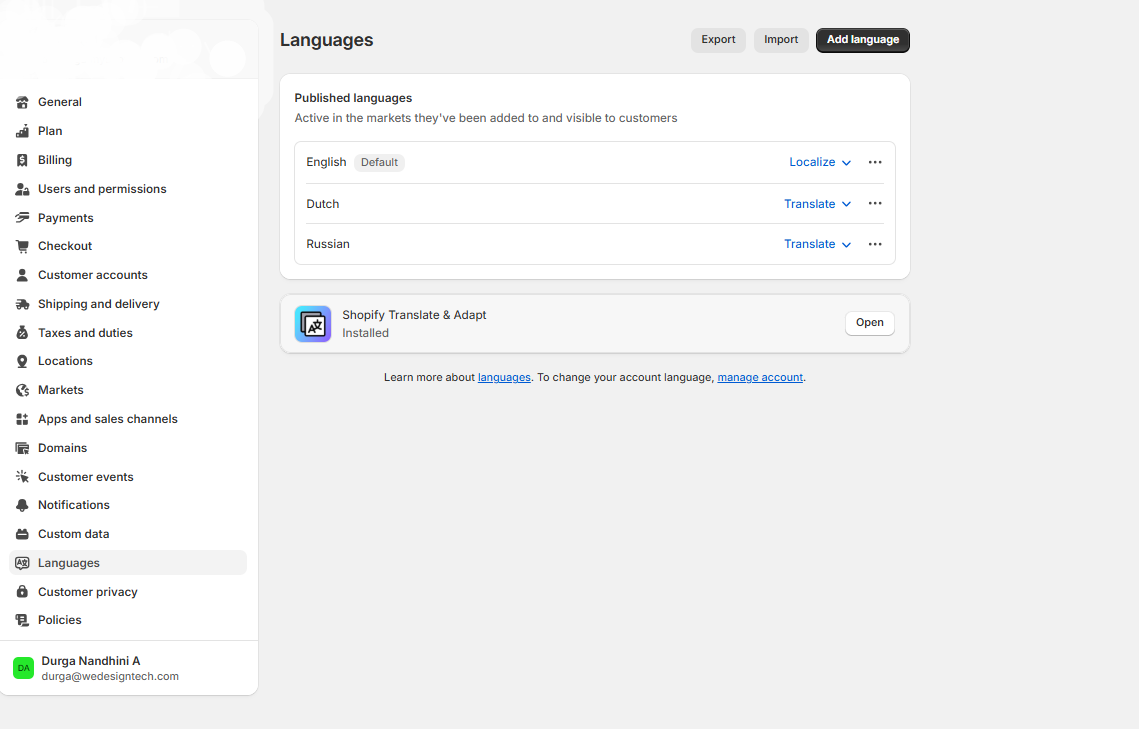 Languages
Export
Import
Add language
Published languages
Active in the markets they've been added to and visible to customers
English Default Localize
Dutch Translate
Russian Translate
Shopify Translate & Adapt
Installed
Open
Learn more about languages. To change your account language, manage account.
General
Plan
Billing
Users and permissions
Payments
Checkout
Customer accounts
Shipping and delivery
Taxes and duties
Locations
Markets
Apps and sales channels
Domains
Customer events
Notifications
Custom data
Languages
Customer privacy
Policies
DA
Durga Nandhini A
durga@wedesigntech.com